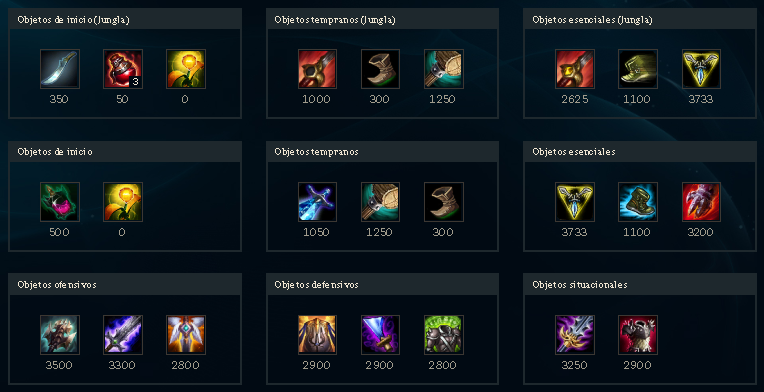 Objetos de inicio (Jungla)
350 3 50 0
Objetos tempranos (Jungla)
1000 300 1250
Objetos esenciales (Jungla)
2625 1100 3733
Objetos de inicio
500 0
Objetos tempranos
1050 1250 300
Objetos esenciales
3733 1100 3200
Objetos ofensivos
3500 3300 2800
Objetos defensivos
2900 2900 2800
Objetos situacionales
3250 2900